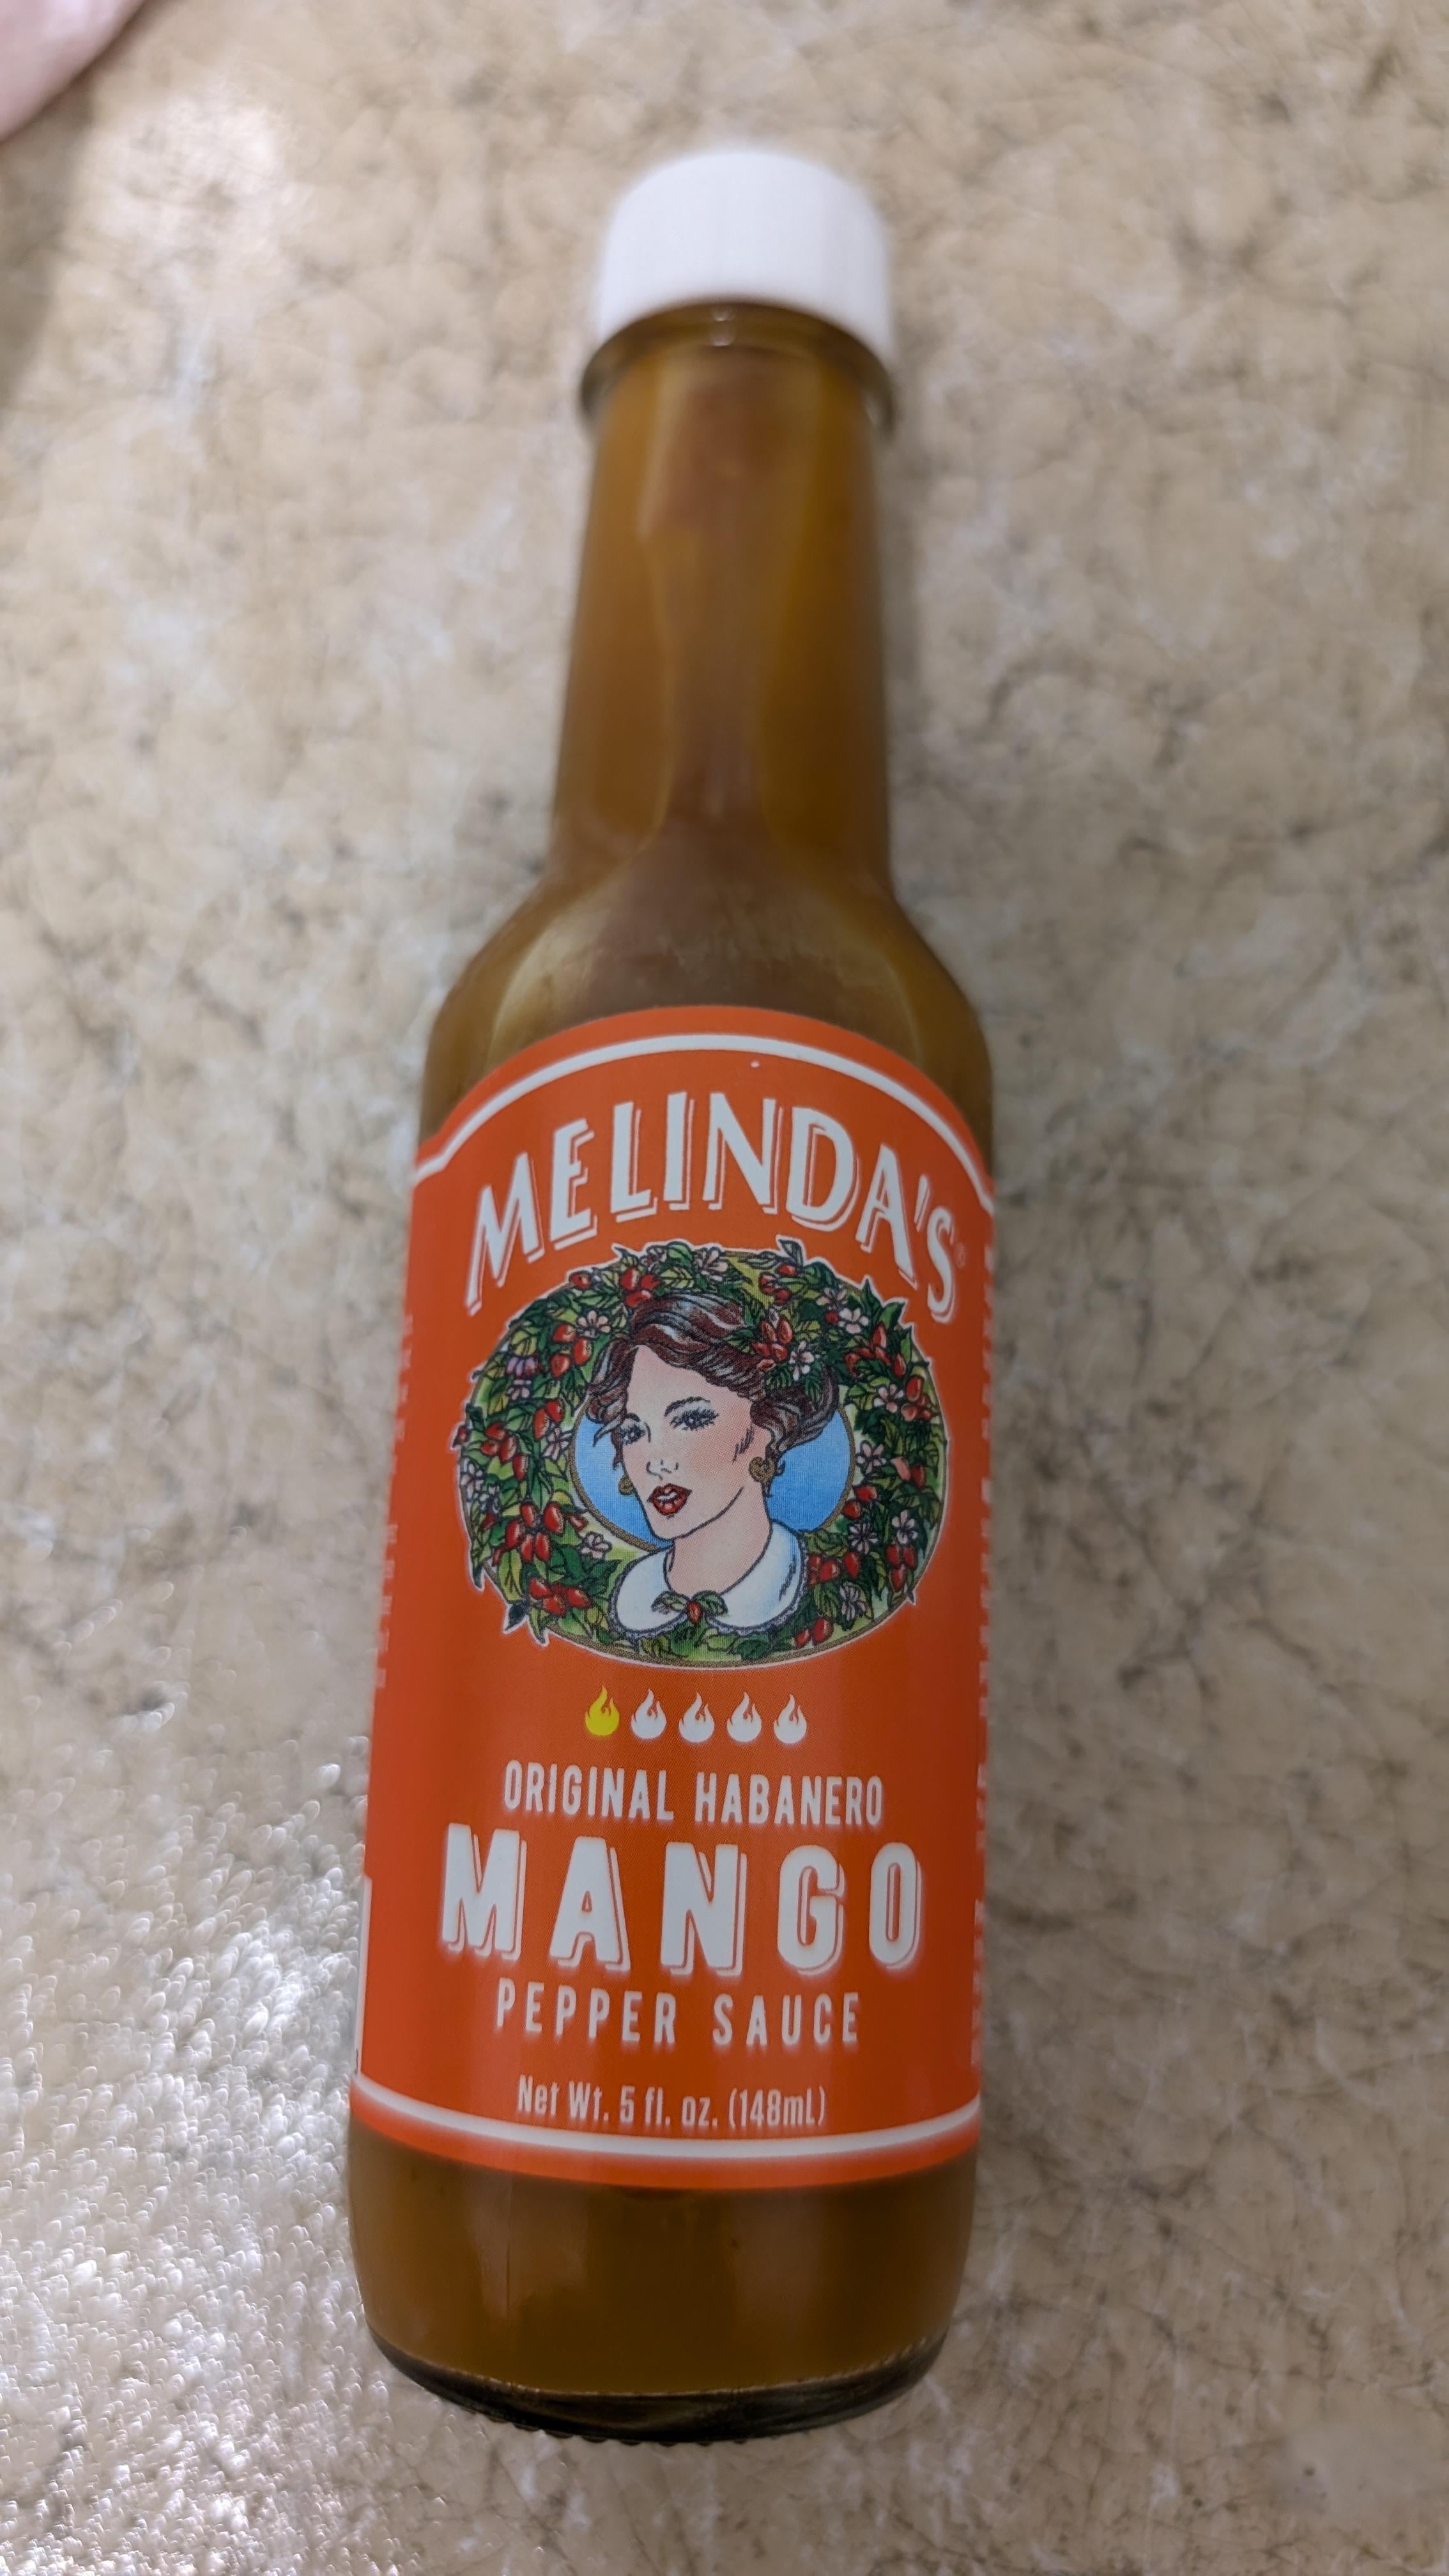 MELINDA'S®
ORIGINAL HABANERO
MANGO
PEPPER SAUCE
Net Wt. 5 fl. oz. (148mL)